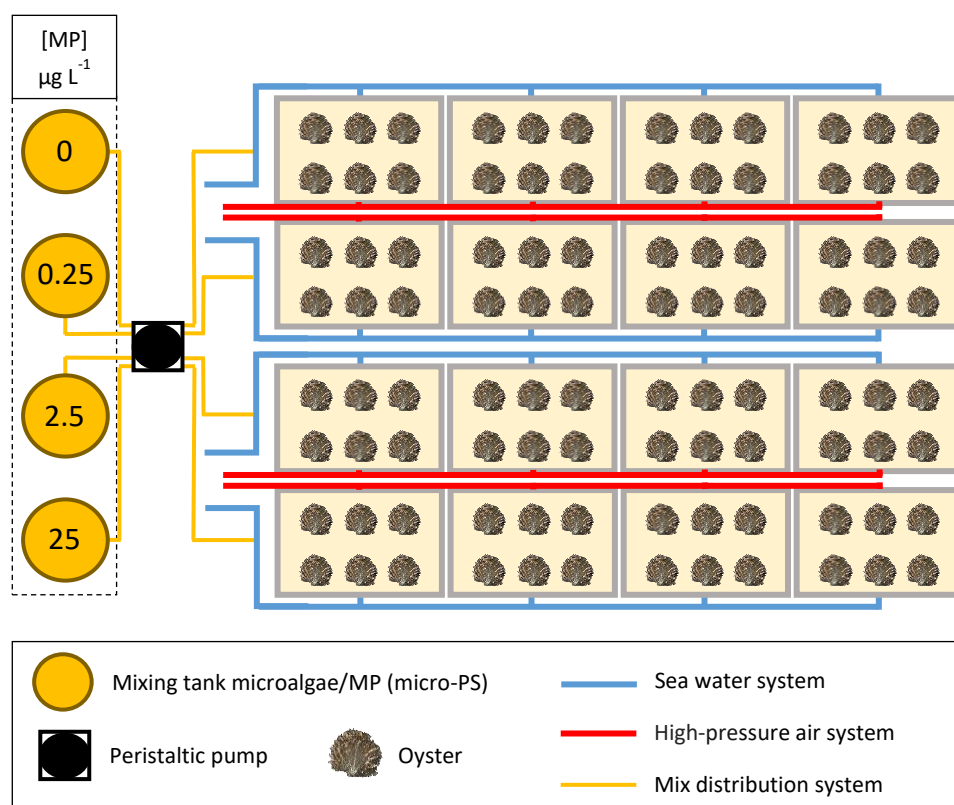 [MP]
µg L-1
0
0.25
2.5
25
Mixing tank microalgae/MP (micro-PS)
Peristaltic pump
Oyster
Sea water system
High-pressure air system
Mix distribution system